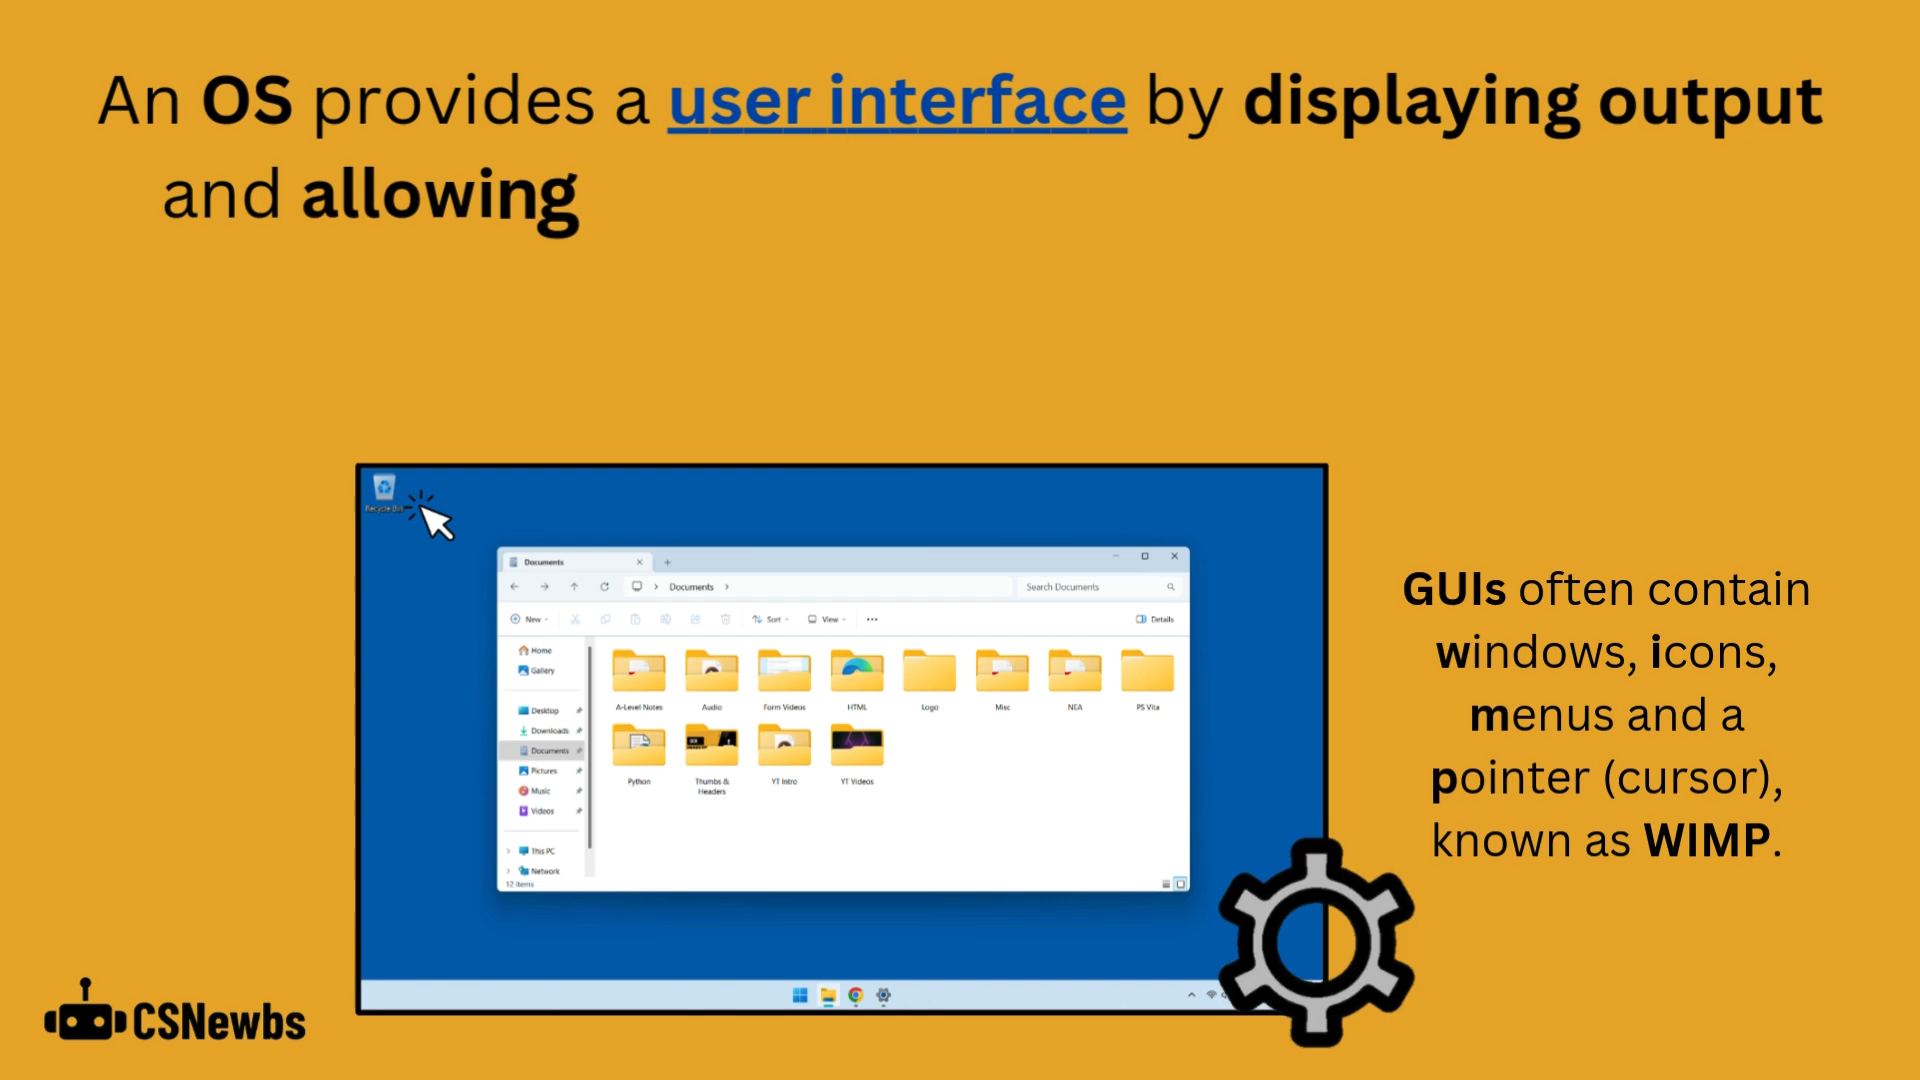 An OS provides a user interface by displaying output
and allowing
Recycle Bin
Documents
Documents
Search Documents
New
Sort
View
Details
Home
Gallery
Desktop
Downloads
Documents
Pictures
Music
Videos
This PC
Network
12 items
A-Level Notes
Audio
Form Videos
HTML
Logo
Misc
NEA
PS Vita
Python
Thumbs &
Headers
YT Intro
YT Videos
GUIs often contain
windows, icons,
menus and a
pointer (cursor),
known as WIMP.
CSNewbs